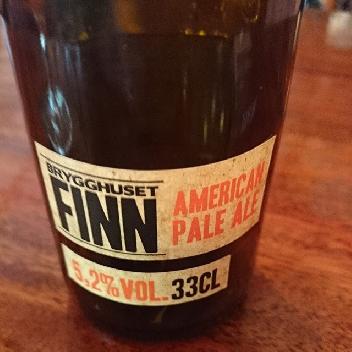 BRYGGHUSET
FINN
AMERICAN
PALE ALE
5,2% VOL. 33CL